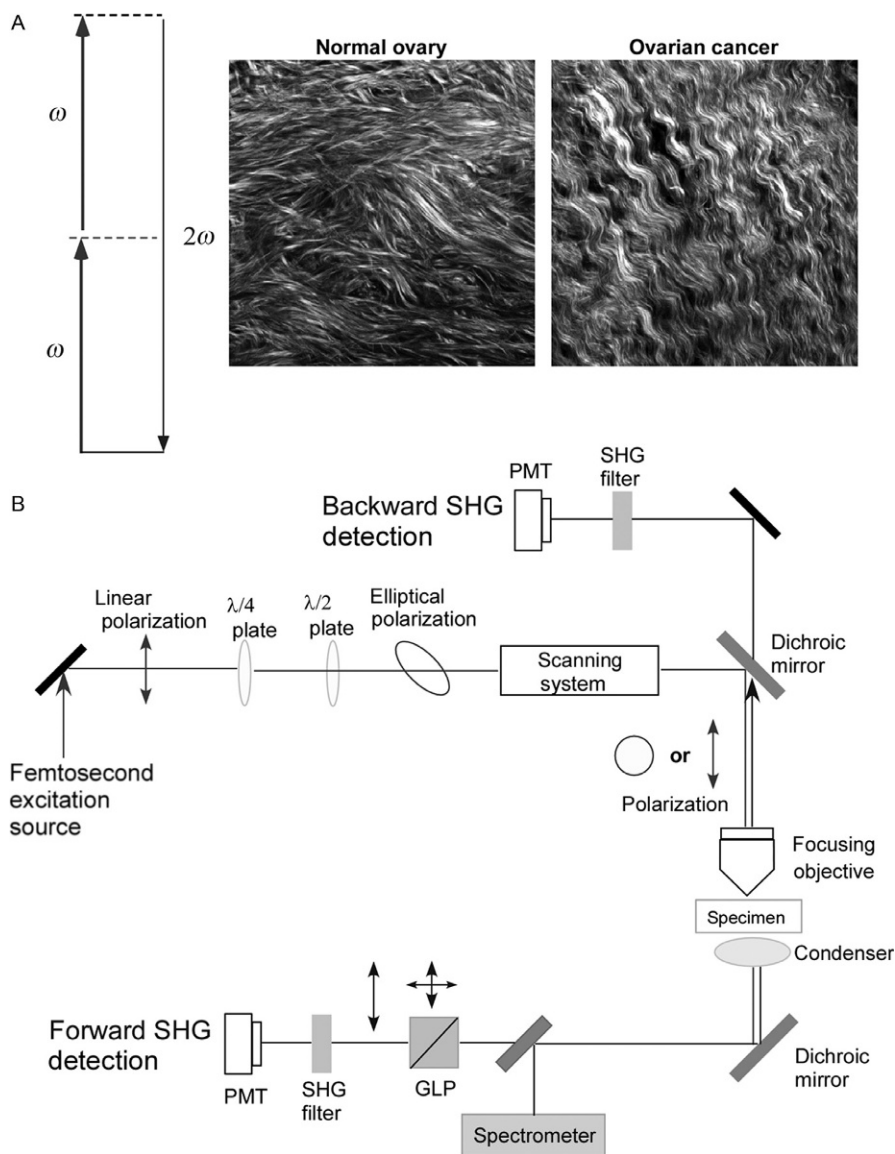 A
Normal ovary
Ovarian cancer
ω
2ω
ω
B
Backward SHG
detection
PMT
SHG
filter
Linear
polarization
λ/4
plate
λ/2
plate
Elliptical
polarization
Scanning
system
Dichroic
mirror
Femtosecond
excitation
source
or
Polarization
Focusing
objective
Specimen
Condenser
Forward SHG
detection
PMT
SHG
filter
GLP
Dichroic
mirror
Spectrometer